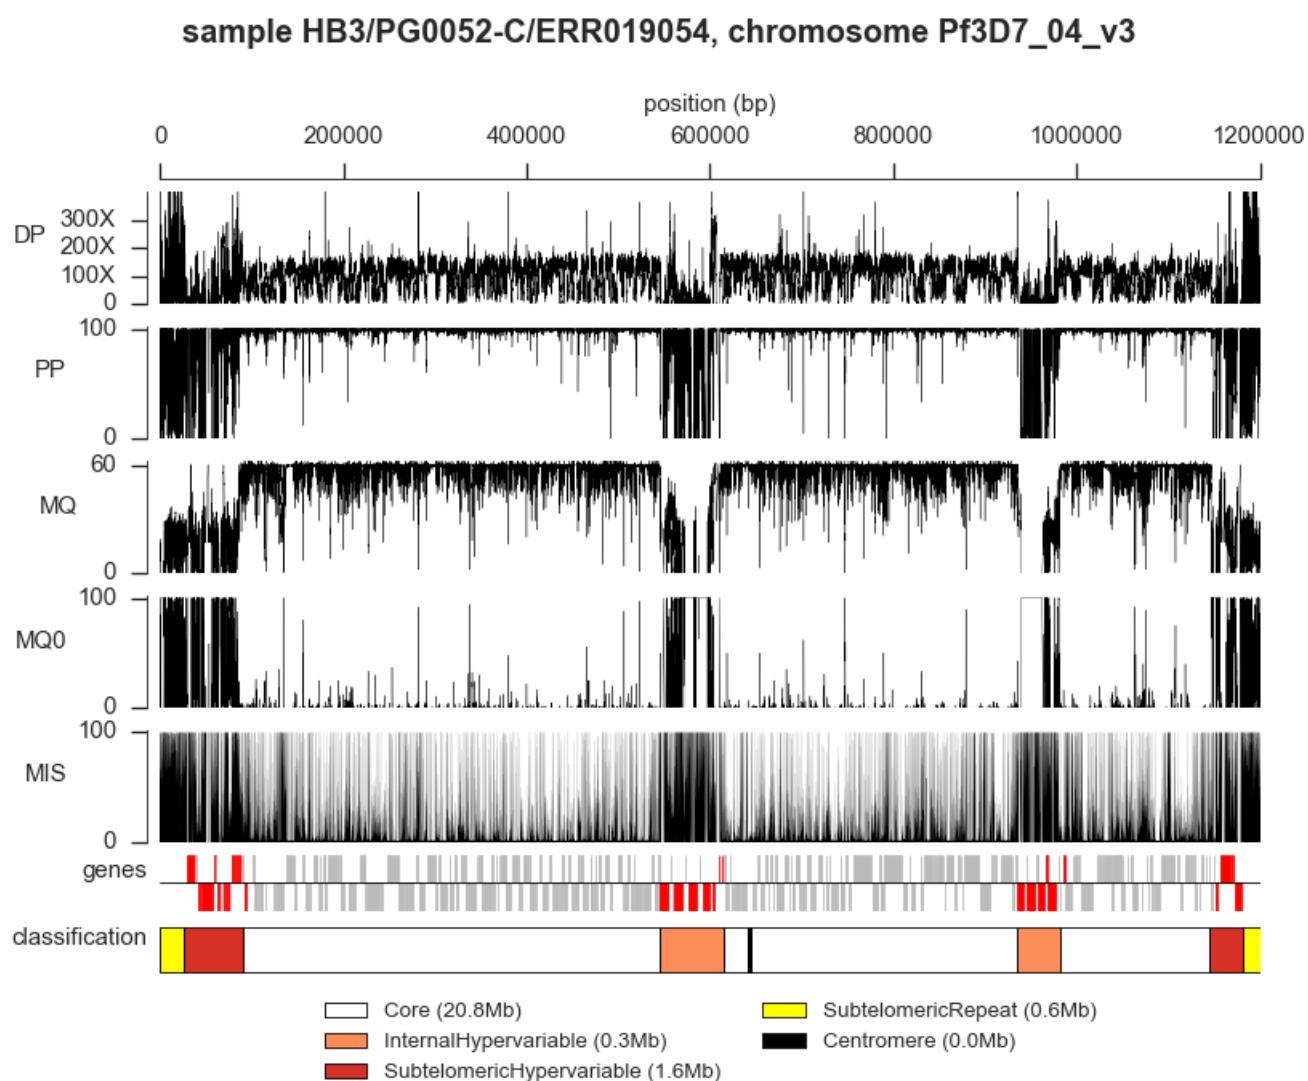 sample HB3/PG0052-C/ERR019054, chromosome Pf3D7_04_v3
position (bp)
0 200000 400000 600000 800000 1000000 1200000
DP
300X
200X
100X
0
PP
100
0
MQ
60
0
MQ0
100
0
MIS
100
0
genes
classification
Core (20.8Mb)
SubtelomericRepeat (0.6Mb)
InternalHypervariable (0.3Mb)
Centromere (0.0Mb)
SubtelomericHypervariable (1.6Mb)